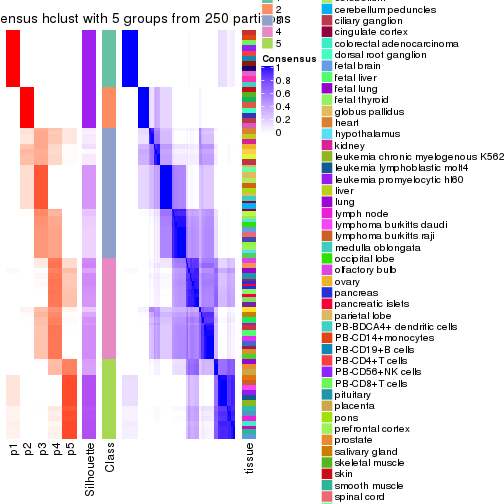 ensus hclust with 5 groups from 250 partitions
2
3
4
5
Consensus
1
0.8
0.6
0.4
0.2
0
p1
p2
p3
p4
p5
Silhouette
Class
tissue
cerebellum peduncles
ciliary ganglion
cingulate cortex
colorectal adenocarcinoma
dorsal root ganglion
fetal brain
fetal liver
fetal lung
fetal thyroid
globus pallidus
heart
hypothalamus
kidney
leukemia chronic myelogenous K562
leukemia lymphoblastic molt4
leukemia promyelocytic hl60
liver
lung
lymph node
lymphoma burkitts daudi
lymphoma burkitts raji
medulla oblongata
occipital lobe
olfactory bulb
ovary
pancreas
pancreatic islets
parietal lobe
PB-BDCA4+ dendritic cells
PB-CD14+monocytes
PB-CD19+B cells
PB-CD4+T cells
PB-CD56+NK cells
PB-CD8+T cells
pituitary
placenta
pons
prefrontal cortex
prostate
salivary gland
skeletal muscle
skin
smooth muscle
spinal cord